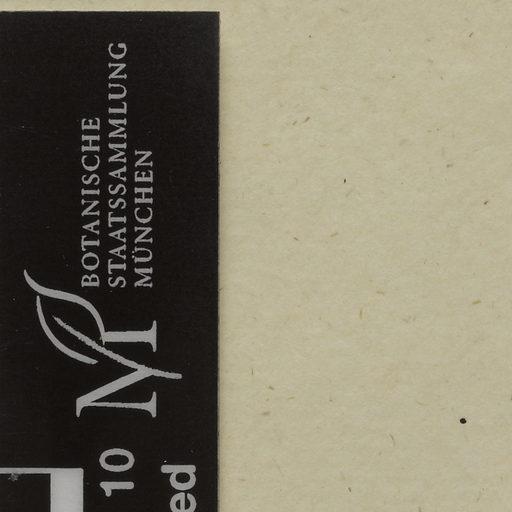 BOTANISCHE
STAATSSAMMLUNG
MÜNCHEN
M
10
ed